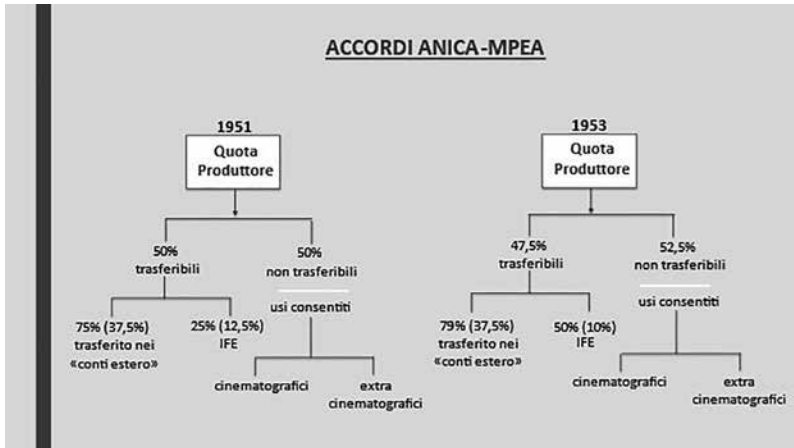 ACCORDI ANICA-MPEA
1951
Quota
Produttore
50%
trasferibili
50%
non trasferibili
usi consentiti
75% (37,5%)
trasferito nei
«conti estero»
25% (12,5%)
IFE
cinematografici
extra
cinematografici
1953
Quota
Produttore
47,5%
trasferibili
52,5%
non trasferibili
usi consentiti
79% (37,5%)
trasferito nei
«conti estero»
50% (10%)
IFE
cinematografici
extra
cinematografici